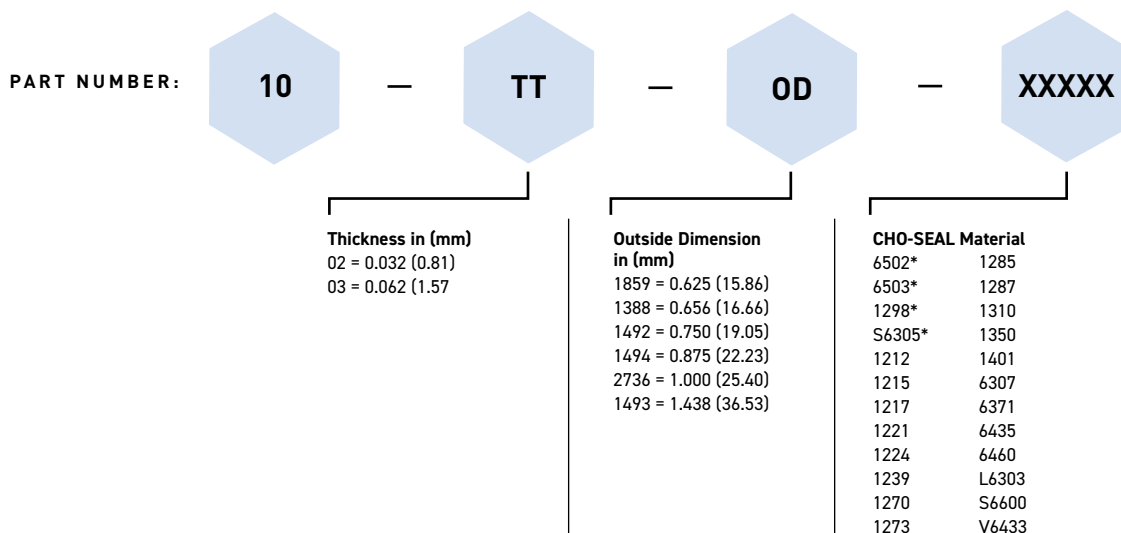 PART NUMBER:
10 — TT — OD — XXXXX
Thickness in (mm)
02 = 0.032 (0.81)
03 = 0.062 (1.57
Outside Dimension
in (mm)
1859 = 0.625 (15.86)
1388 = 0.656 (16.66)
1492 = 0.750 (19.05)
1494 = 0.875 (22.23)
2736 = 1.000 (25.40)
1493 = 1.438 (36.53)
CHO-SEAL Material
6502* 1285
6503* 1287
1298* 1310
S6305* 1350
1212 1401
1215 6307
1217 6371
1221 6435
1224 6460
1239 L6303
1270 S6600
1273 V6433